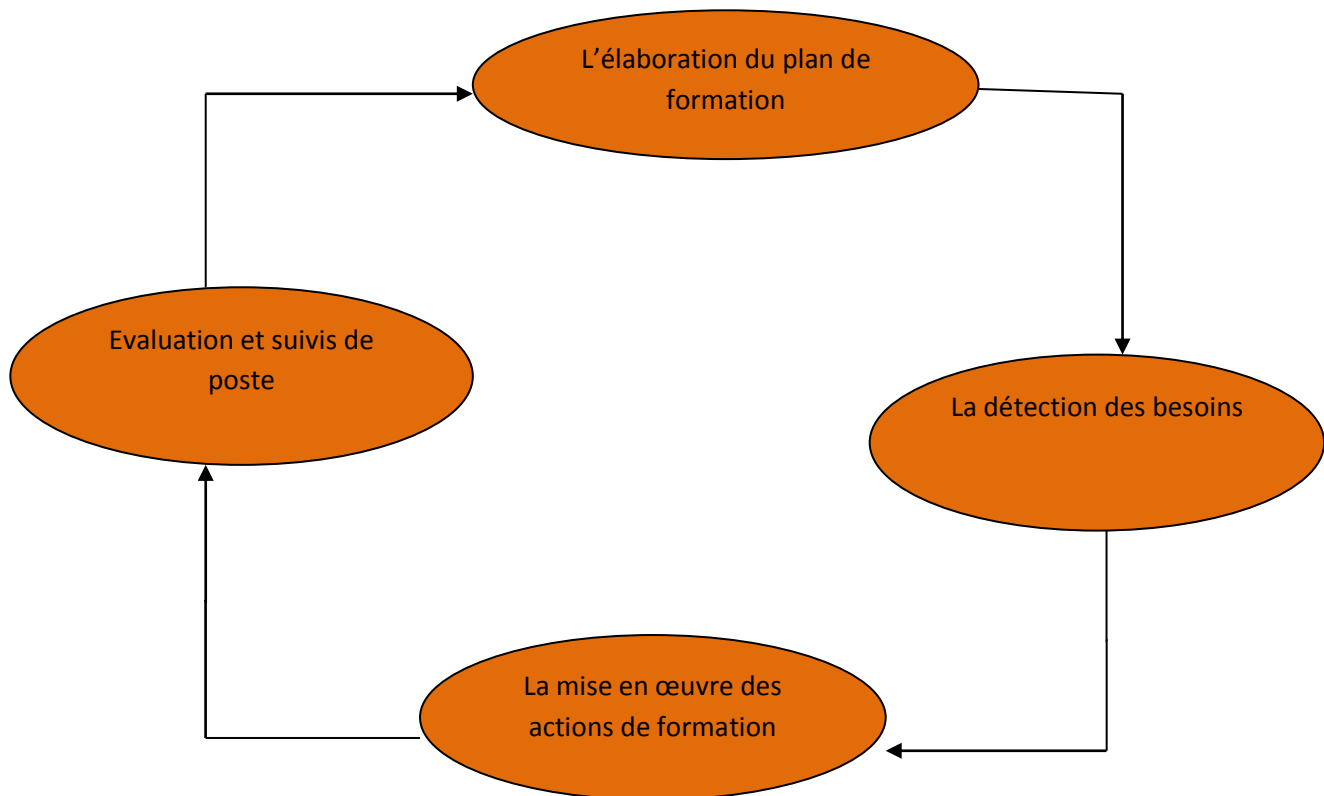 L’élaboration du plan de
formation
Evaluation et suivis de
poste
La détection des besoins
La mise en œuvre des
actions de formation